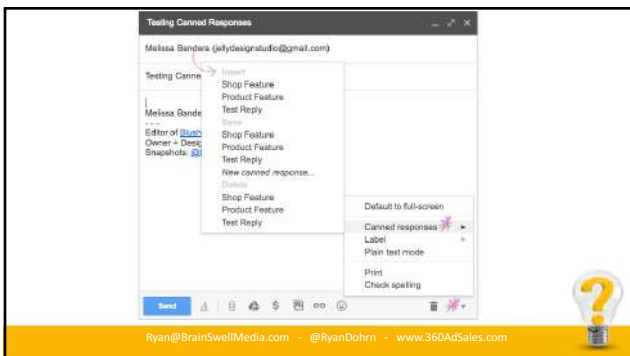 Testing Canned Responses
Melissa Bandera (jellydesignstudio@gmail.com)
Testing Canne
Melissa Bande
- - -
Editor of Blush
Owner + Desig
Snapshots: @
Insert
Shop Feature
Product Feature
Test Reply
Save
Shop Feature
Product Feature
Test Reply
New canned response...
Delete
Shop Feature
Product Feature
Test Reply
Default to full-screen
Canned responses
Label
Plain text mode
Print
Check spelling
Send
Ryan@BrainSwellMedia.com - @RyanDohrn - www.360AdSales.com